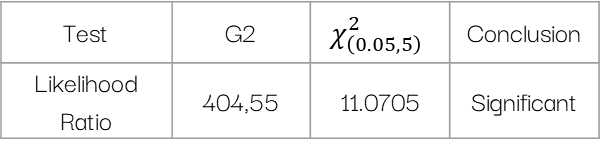 Test G2 χ²(0.05,5) Conclusion
Likelihood
Ratio 404,55 11.0705 Significant